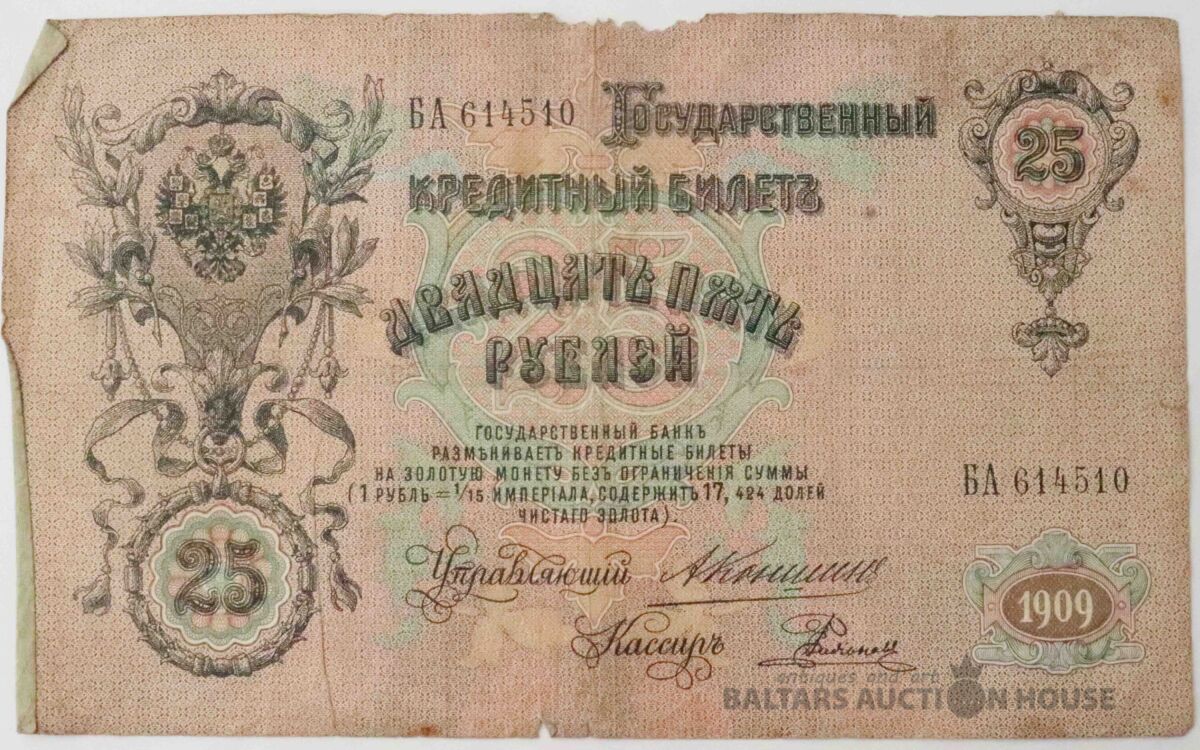 БА 614510 Государственный
25
Кредитный Билетъ
Двадцать пять
рублей
Государственный Банкъ
размѣниваетъ кредитные билеты
на золотую монету безъ ограниченія суммы
(1 рубль = 1/15 имперіала, содержитъ 17, 424 долей
чистаго золота).
БА 614510
25
Управляющій АКоншинъ
1909
Кассиръ
antiques and art
BALTARS AUCTION HOUSE